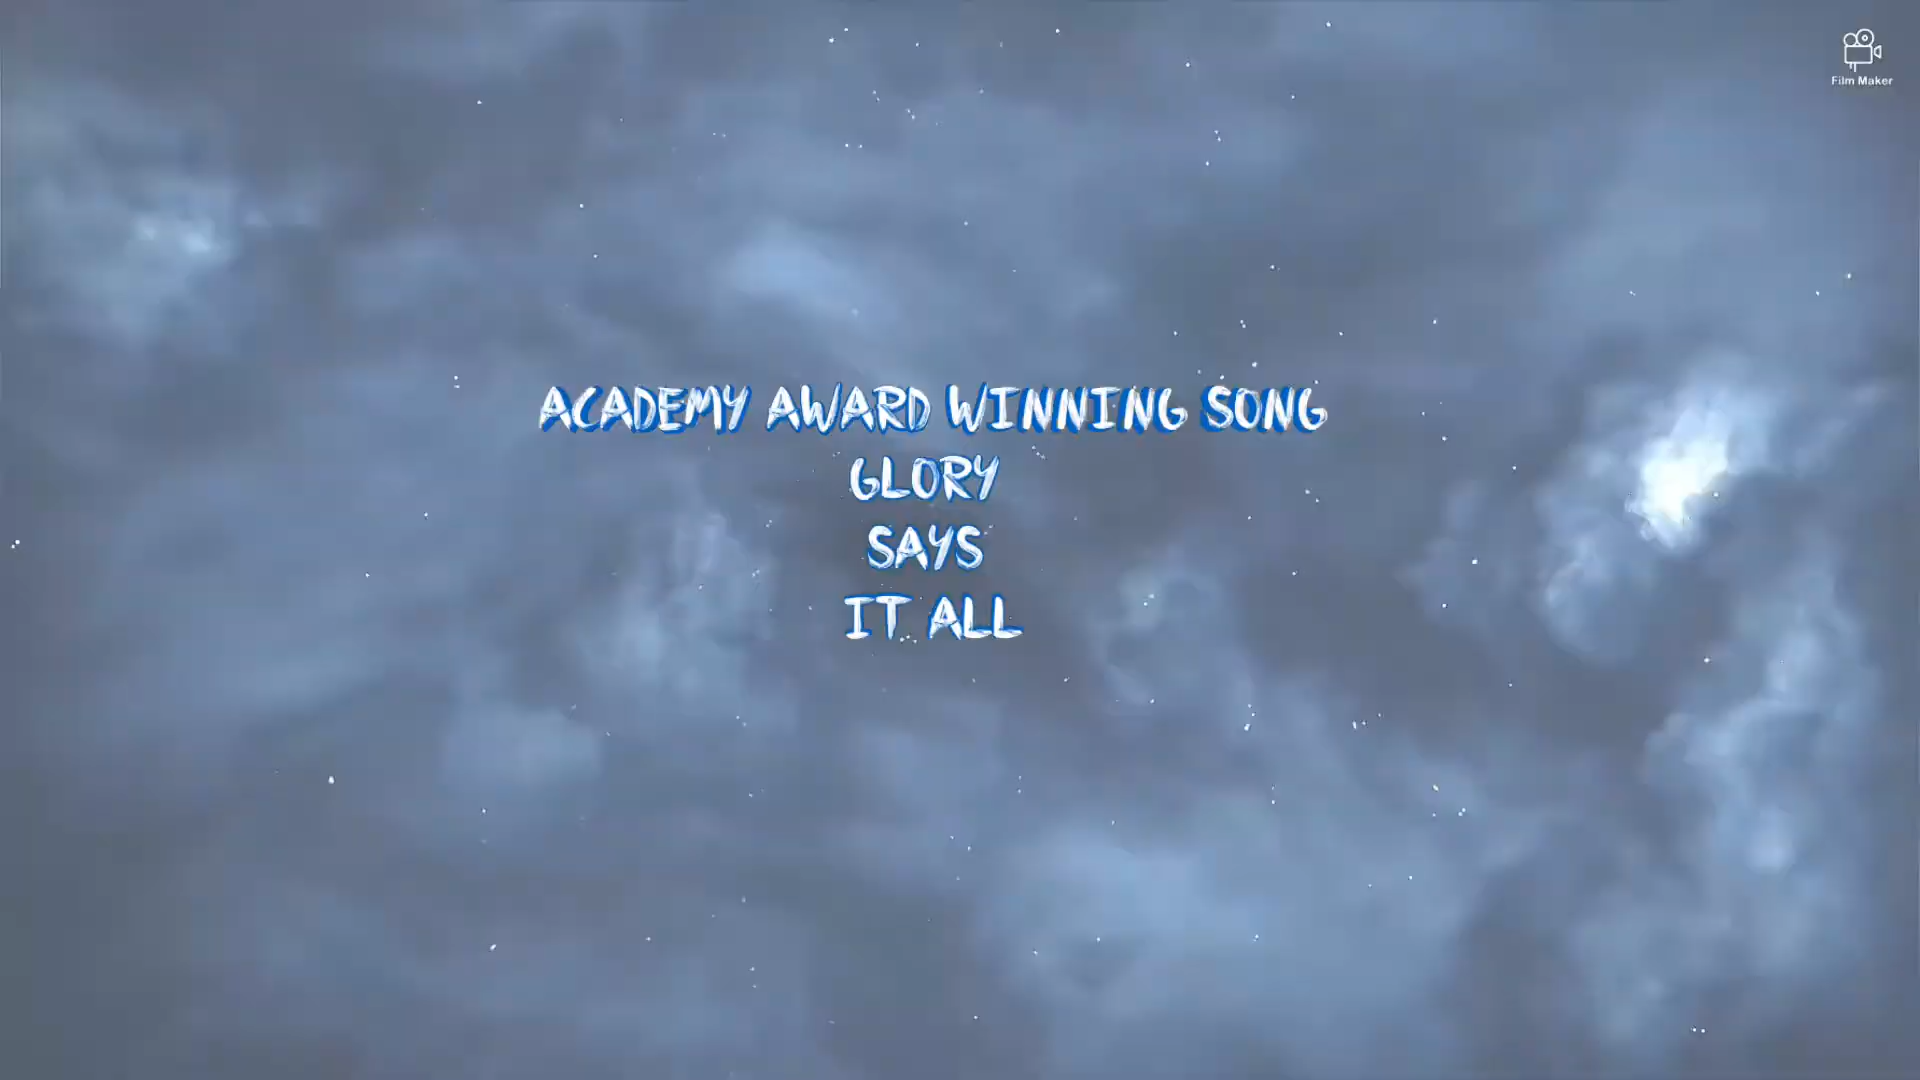 Film Maker
ACADEMY AWARD WINNING SONG
GLORY
SAYS
IT ALL